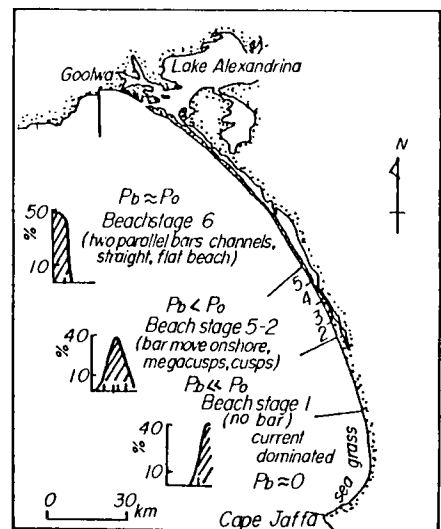 Goolwa
Lake Alexandrina
N
Pb ≈ Po
50
%
10
Beachstage 6
(two parallel bars channels,
straight, flat beach)
5
4
3
2
Pb < Po
40
%
10
Beach stage 5-2
(bar move onshore,
megacusps, cusps)
Pb ≪ Po
Beach stage 1
(no bar)
current
dominated
40
%
10
Pb ≈ 0
sea grass
0 30
km
Cape Jaffa